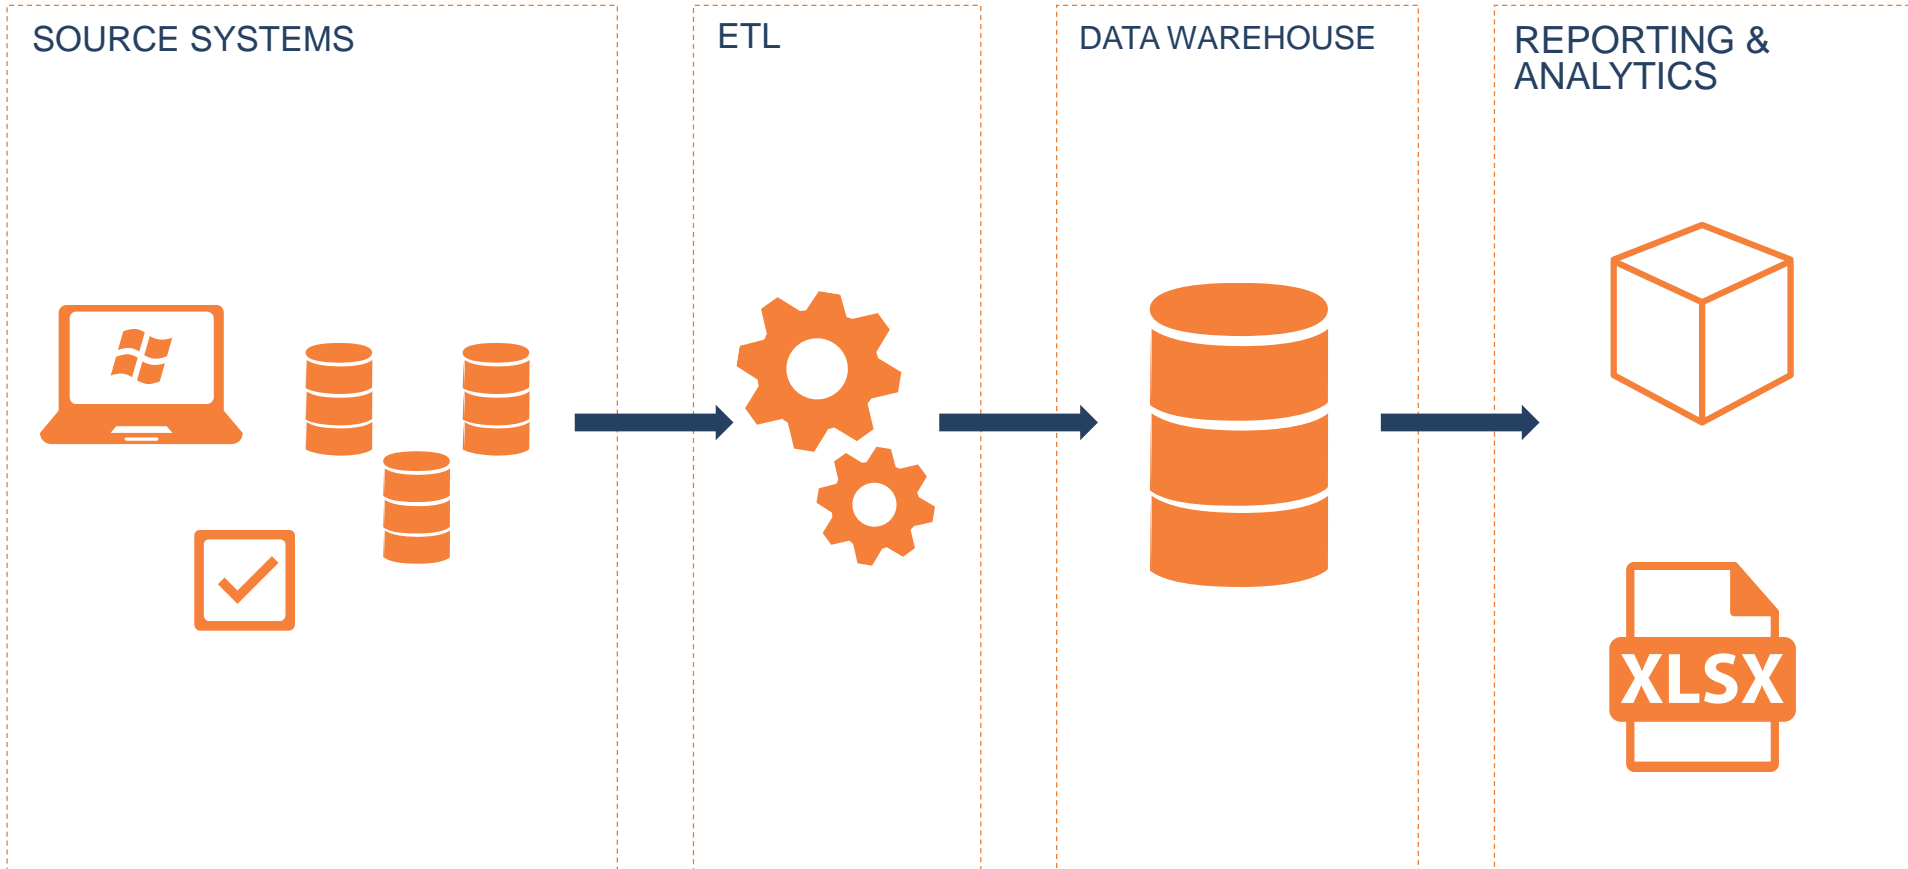 SOURCE SYSTEMS
ETL
DATA WAREHOUSE
REPORTING &
ANALYTICS
XLSX